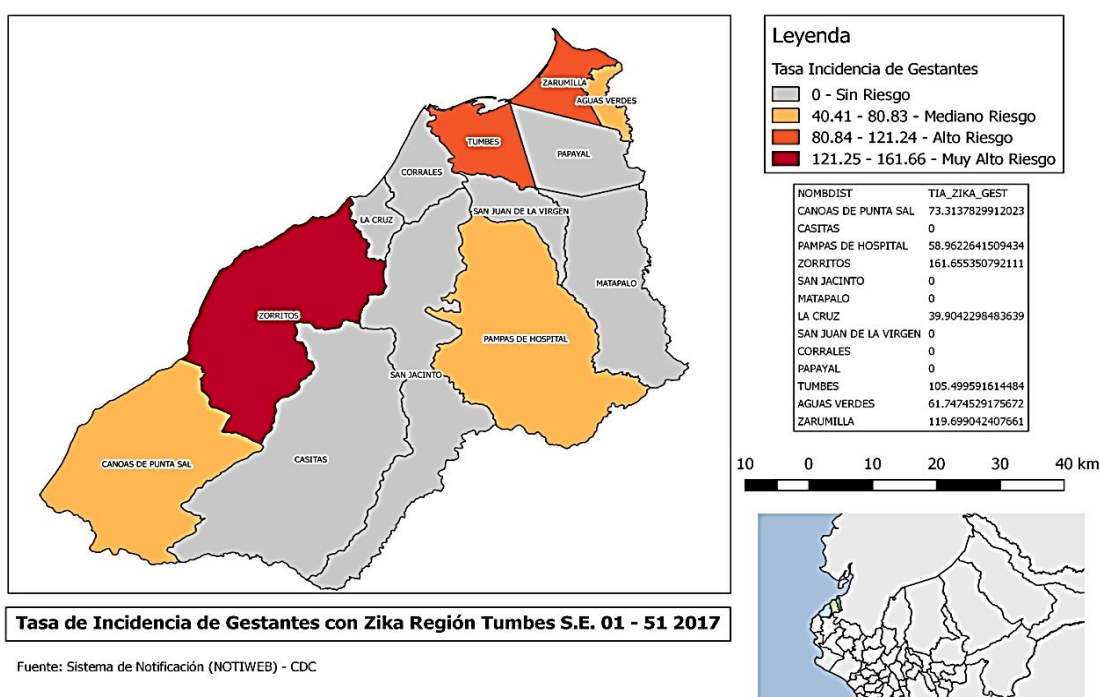 Leyenda
Tasa Incidencia de Gestantes
0 - Sin Riesgo
40.41 - 80.83 - Mediano Riesgo
80.84 - 121.24 - Alto Riesgo
121.25 - 161.66 - Muy Alto Riesgo
ZARUMILLA
AGUAS VERDES
TUMBES
PAPAYAL
CORRALES
SAN JUAN DE LA VIRGEN
LA CRUZ
MATAPALO
ZORRITOS
PAMPAS DE HOSPITAL
SAN JACINTO
CASITAS
CANOAS DE PUNTA SAL
NOMBDIST TIA_ZIKA_GEST
CANOAS DE PUNTA SAL 73.3137829912023
CASITAS 0
PAMPAS DE HOSPITAL 58.9622641509434
ZORRITOS 161.655350792111
SAN JACINTO 0
MATAPALO 0
LA CRUZ 39.9042298483639
SAN JUAN DE LA VIRGEN 0
CORRALES 0
PAPAYAL 0
TUMBES 105.499591614484
AGUAS VERDES 61.7474529175672
ZARUMILLA 119.699042407661
10 0 10 20 30 40 km
Tasa de Incidencia de Gestantes con Zika Región Tumbes S.E. 01 - 51 2017
Fuente: Sistema de Notificación (NOTIWEB) - CDC